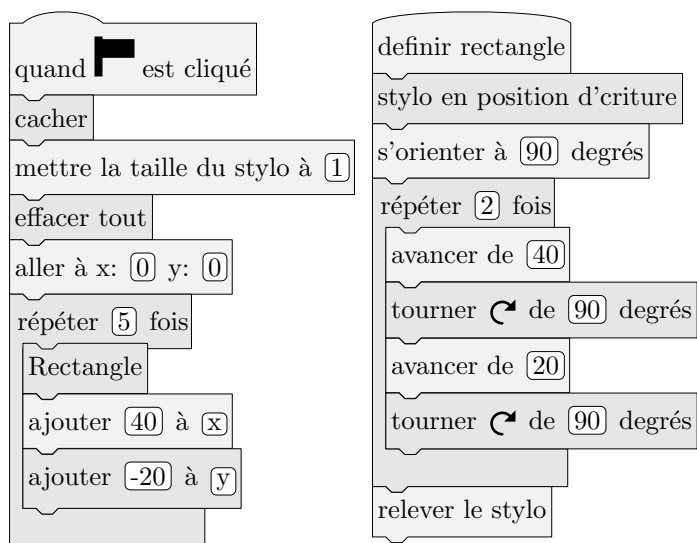 quand est cliqué
cacher
mettre la taille du stylo à 1
effacer tout
aller à x: 0 y: 0
répéter 5 fois
Rectangle
ajouter 40 à x
ajouter -20 à y
definir rectangle
stylo en position d'criture
s'orienter à 90 degrés
répéter 2 fois
avancer de 40
tourner de 90 degrés
avancer de 20
tourner de 90 degrés
relever le stylo